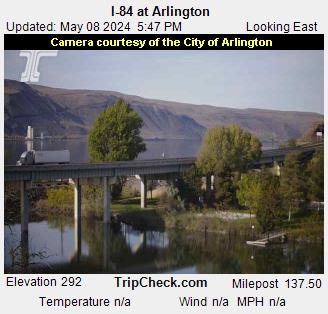 I-84 at Arlington
Updated: May 08 2024 5:47 PM Looking East
Camera courtesy of the City of Arlington
Elevation 292 TripCheck.com Milepost 137.50
Temperature n/a Wind n/a MPH n/a